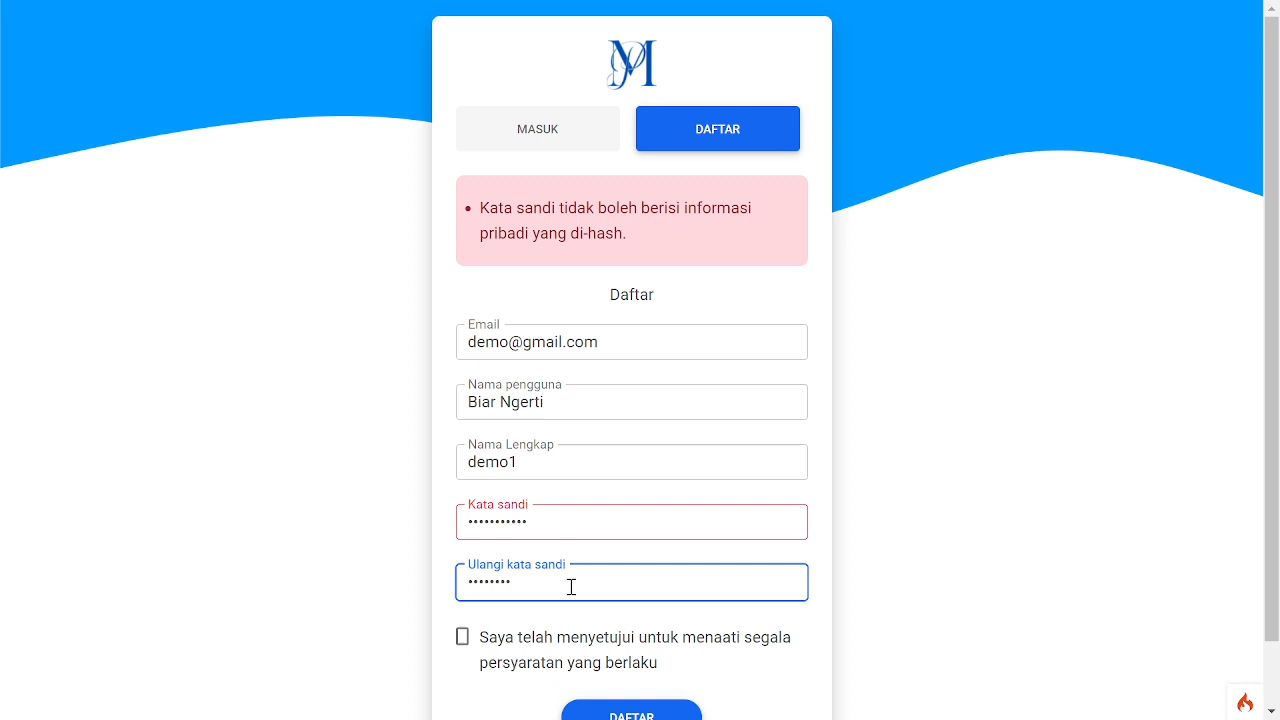 M
MASUK
DAFTAR
Kata sandi tidak boleh berisi informasi
pribadi yang di-hash.
Daftar
Email
demo@gmail.com
Nama pengguna
Biar Ngerti
Nama Lengkap
demo1
Kata sandi
•••••••••••
Ulangi kata sandi
••••••••
Saya telah menyetujui untuk menaati segala
persyaratan yang berlaku
DAFTAR